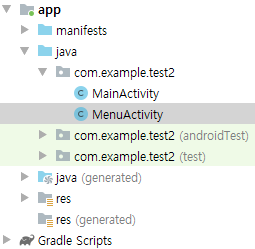 app
manifests
java
com.example.test2
MainActivity
MenuActivity
com.example.test2 (androidTest)
com.example.test2 (test)
java (generated)
res
res (generated)
Gradle Scripts